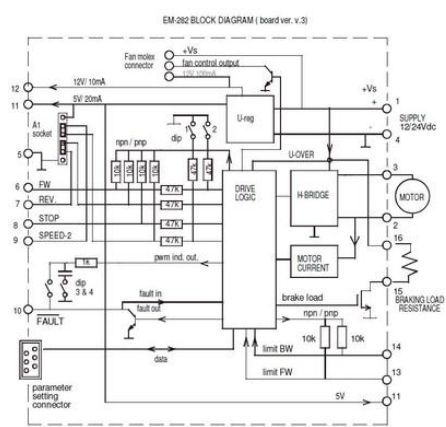 EM-282 BLOCK DIAGRAM ( board ver. v.3)
Fan molex
connector
+Vs
fan control output
12V/ 100mA
12
12V/ 10mA
11
5V/ 20mA
A1
socket
5
npn / pnp
dip
1
2
U-reg
+Vs
+
1
SUPPLY
12/24Vdc
-
4
U-OVER
10k
10k
10k
10k
47K
47K
6
FW
47K
7
REV.
47K
8
STOP
47K
9
SPEED-2
47K
DRIVE
LOGIC
H-BRIDGE
3
MOTOR
2
MOTOR
CURRENT
16
1K
pwm ind. out.
dip
3 & 4
15
BRAKING LOAD
RESISTANCE
10
FAULT
fault in
fault out
brake load
npn / pnp
10k
10k
data
limit BW
14
limit FW
13
5V
11
parameter
setting
connector